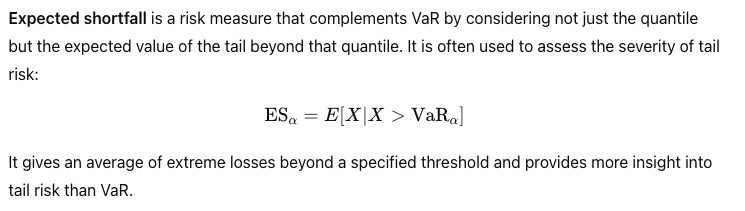 Expected shortfall is a risk measure that complements VaR by considering not just the quantile
but the expected value of the tail beyond that quantile. It is often used to assess the severity of tail
risk:
ESα = E[X|X > VaRα]
It gives an average of extreme losses beyond a specified threshold and provides more insight into
tail risk than VaR.